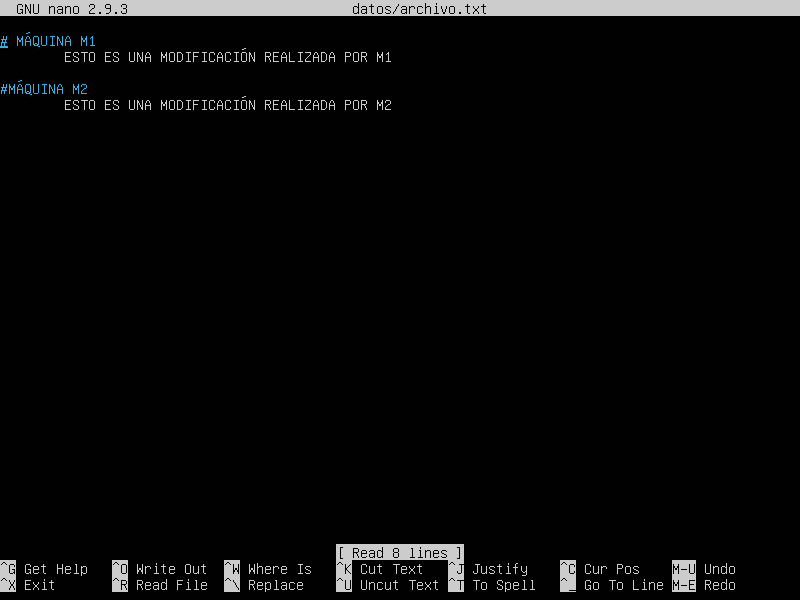 GNU nano 2.9.3 datos/archivo.txt
# MÁQUINA M1
ESTO ES UNA MODIFICACIÓN REALIZADA POR M1
#MÁQUINA M2
ESTO ES UNA MODIFICACIÓN REALIZADA POR M2
[ Read 8 lines ]
^G Get Help ^O Write Out ^W Where Is ^K Cut Text ^J Justify ^C Cur Pos M-U Undo
^X Exit ^R Read File ^\ Replace ^U Uncut Text ^T To Spell ^_ Go To Line M-E Redo